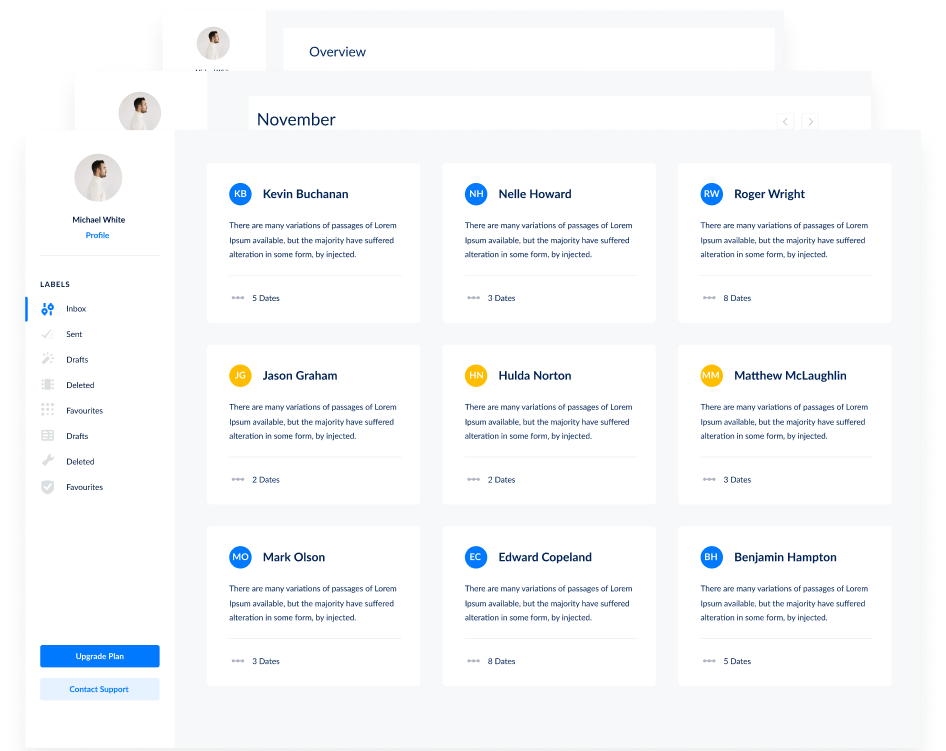 Overview
November
Michael White
Profile
LABELS
Inbox
Sent
Drafts
Deleted
Favourites
Drafts
Deleted
Favourites
Upgrade Plan
Contact Support
KB Kevin Buchanan
There are many variations of passages of Lorem
Ipsum available, but the majority have suffered
alteration in some form, by injected.
5 Dates
NH Nelle Howard
There are many variations of passages of Lorem
Ipsum available, but the majority have suffered
alteration in some form, by injected.
3 Dates
RW Roger Wright
There are many variations of passages of Lorem
Ipsum available, but the majority have suffered
alteration in some form, by injected.
8 Dates
JG Jason Graham
There are many variations of passages of Lorem
Ipsum available, but the majority have suffered
alteration in some form, by injected.
2 Dates
HN Hulda Norton
There are many variations of passages of Lorem
Ipsum available, but the majority have suffered
alteration in some form, by injected.
2 Dates
MM Matthew McLaughlin
There are many variations of passages of Lorem
Ipsum available, but the majority have suffered
alteration in some form, by injected.
3 Dates
MO Mark Olson
There are many variations of passages of Lorem
Ipsum available, but the majority have suffered
alteration in some form, by injected.
3 Dates
EC Edward Copeland
There are many variations of passages of Lorem
Ipsum available, but the majority have suffered
alteration in some form, by injected.
8 Dates
BH Benjamin Hampton
There are many variations of passages of Lorem
Ipsum available, but the majority have suffered
alteration in some form, by injected.
5 Dates